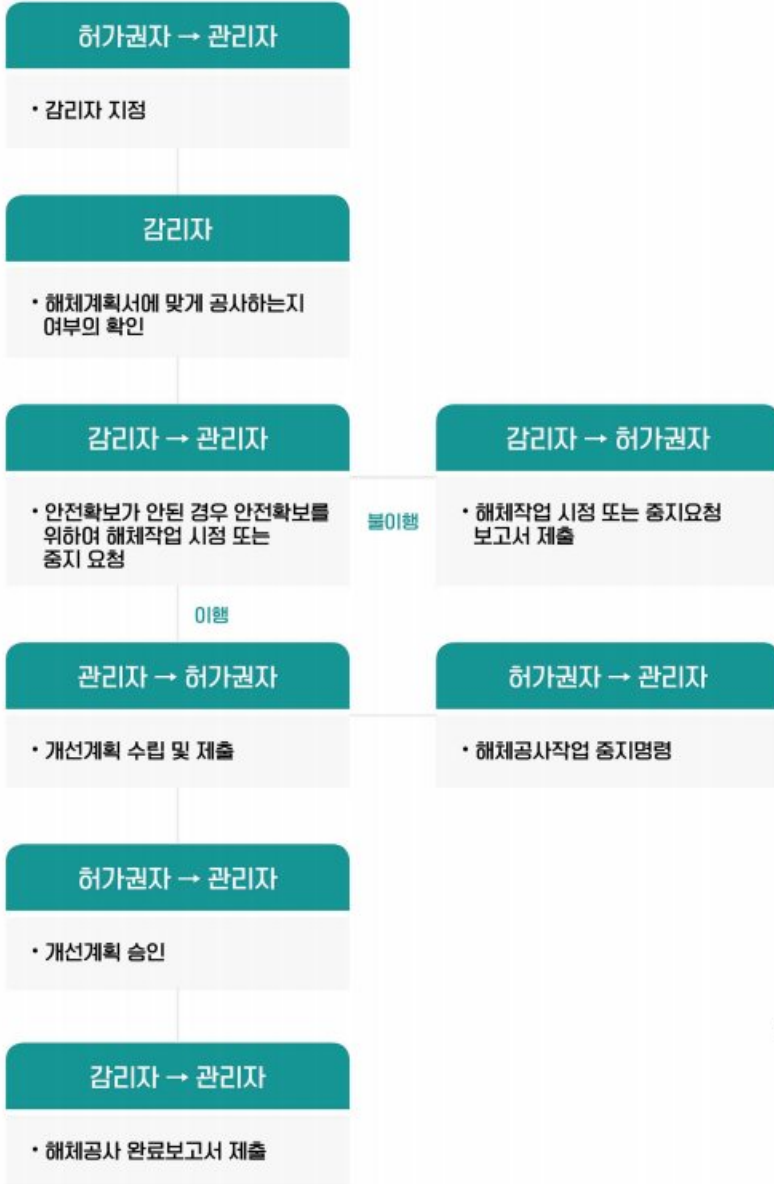 허가권자 → 관리자
• 감리자 지정
감리자
• 해체계획서에 맞게 공사하는지
여부의 확인
감리자 → 관리자
• 안전확보가 안된 경우 안전확보를
위하여 해체작업 시정 또는
중지 요청
불이행
감리자 → 허가권자
• 해체작업 시정 또는 중지요청
보고서 제출
이행
관리자 → 허가권자
• 개선계획 수립 및 제출
허가권자 → 관리자
• 해체공사작업 중지명령
허가권자 → 관리자
• 개선계획 승인
감리자 → 관리자
• 해체공사 완료보고서 제출